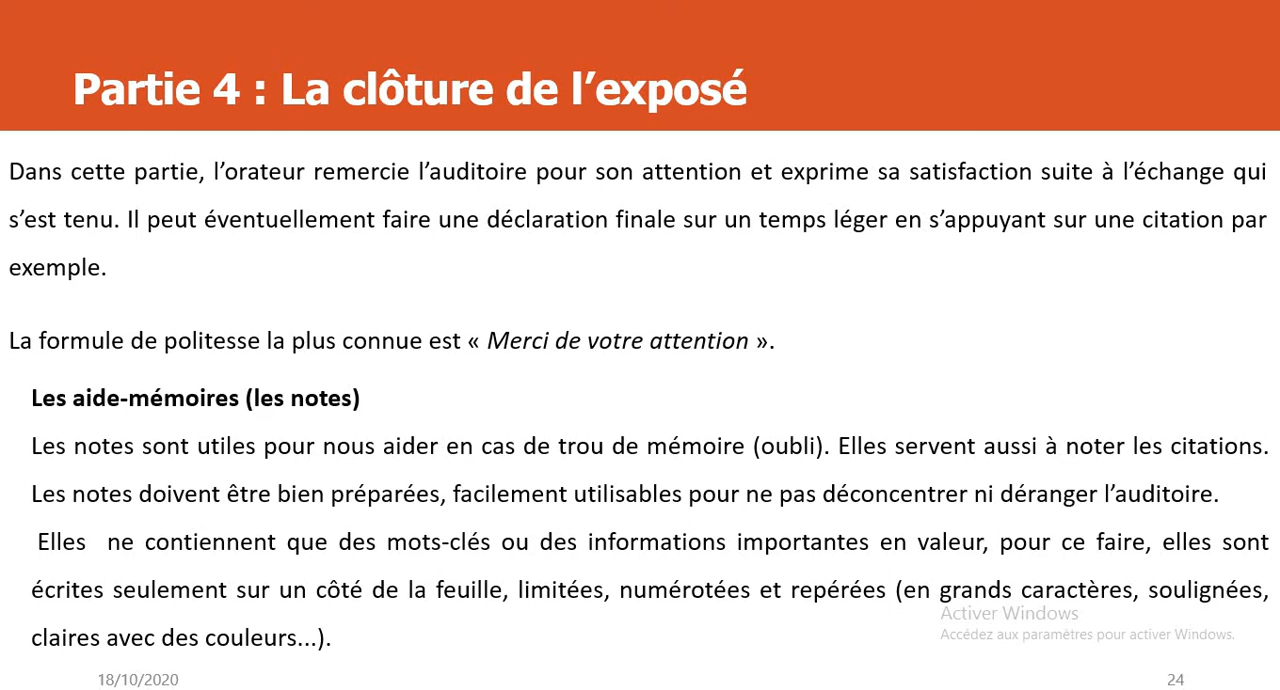 Partie 4 : La clôture de l’exposé
Dans cette partie, l’orateur remercie l’auditoire pour son attention et exprime sa satisfaction suite à l’échange qui
s’est tenu. Il peut éventuellement faire une déclaration finale sur un temps léger en s’appuyant sur une citation par
exemple.
La formule de politesse la plus connue est « Merci de votre attention ».
Les aide-mémoires (les notes)
Les notes sont utiles pour nous aider en cas de trou de mémoire (oubli). Elles servent aussi à noter les citations.
Les notes doivent être bien préparées, facilement utilisables pour ne pas déconcentrer ni déranger l’auditoire.
Elles ne contiennent que des mots-clés ou des informations importantes en valeur, pour ce faire, elles sont
écrites seulement sur un côté de la feuille, limitées, numérotées et repérées (en grands caractères, soulignées,
claires avec des couleurs...).
Activer Windows
Accédez aux paramètres pour activer Windows.
18/10/2020
24